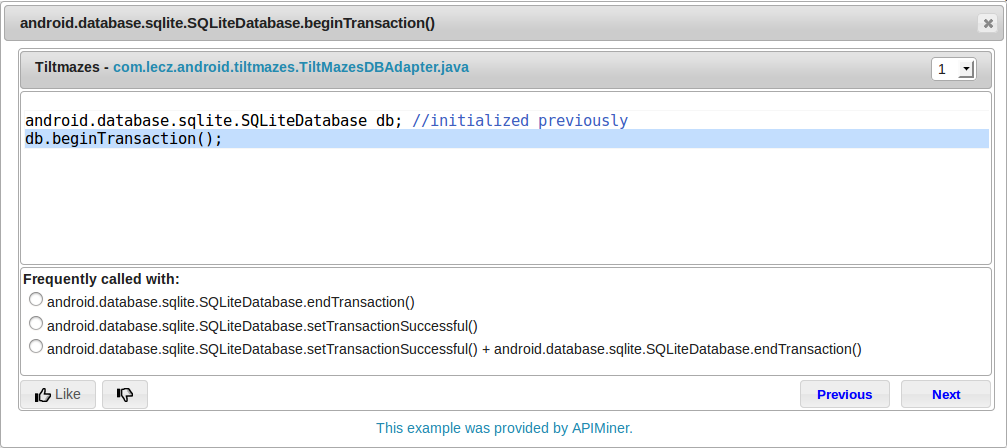 android.database.sqlite.SQLiteDatabase.beginTransaction()
Tiltmazes - com.lecz.android.tiltmazes.TiltMazesDBAdapter.java
1
android.database.sqlite.SQLiteDatabase db; //initialized previously
db.beginTransaction();
Frequently called with:
android.database.sqlite.SQLiteDatabase.endTransaction()
android.database.sqlite.SQLiteDatabase.setTransactionSuccessful()
android.database.sqlite.SQLiteDatabase.setTransactionSuccessful() + android.database.sqlite.SQLiteDatabase.endTransaction()
Like
Previous
Next
This example was provided by APIMiner.